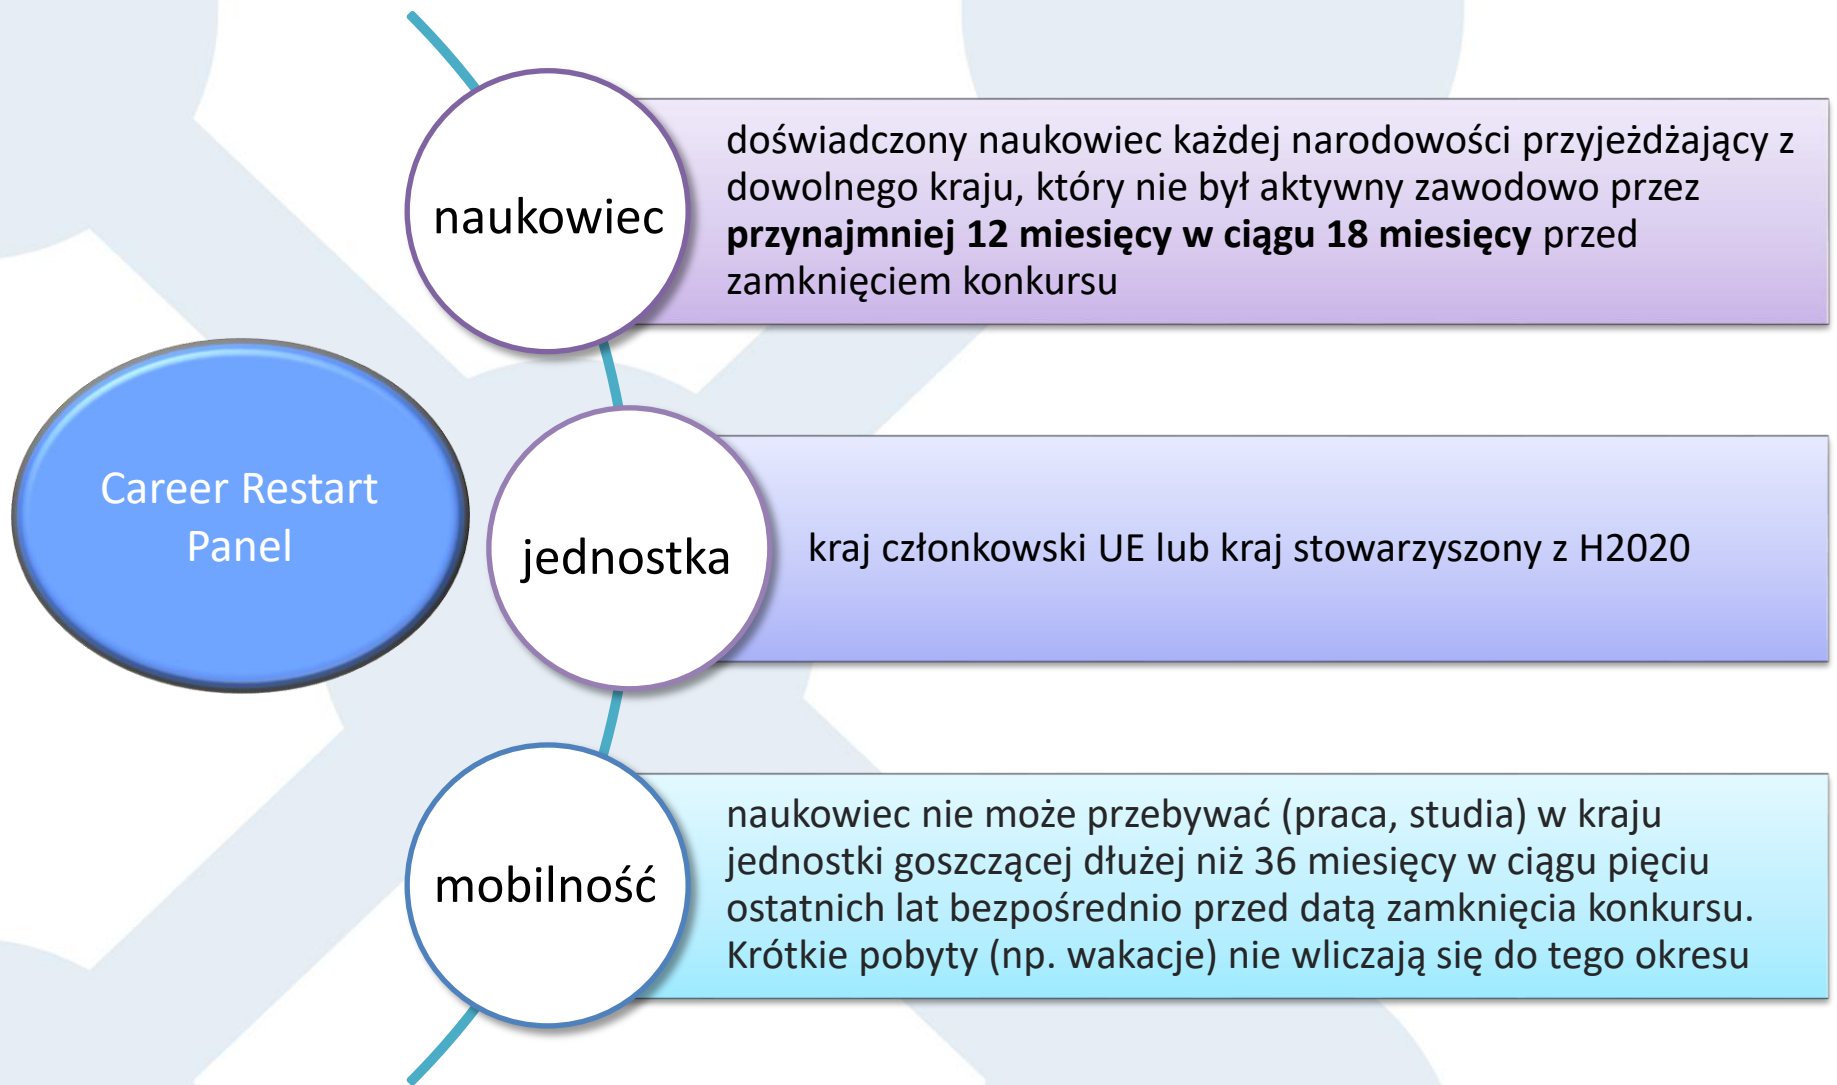 naukowiec
doświadczony naukowiec każdej narodowości przyjeżdżający z
dowolnego kraju, który nie był aktywny zawodowo przez
przynajmniej 12 miesięcy w ciągu 18 miesięcy przed
zamknięciem konkursu
Career Restart
Panel
jednostka
kraj członkowski UE lub kraj stowarzyszony z H2020
mobilność
naukowiec nie może przebywać (praca, studia) w kraju
jednostki goszczącej dłużej niż 36 miesięcy w ciągu pięciu
ostatnich lat bezpośrednio przed datą zamknięcia konkursu.
Krótkie pobyty (np. wakacje) nie wliczają się do tego okresu